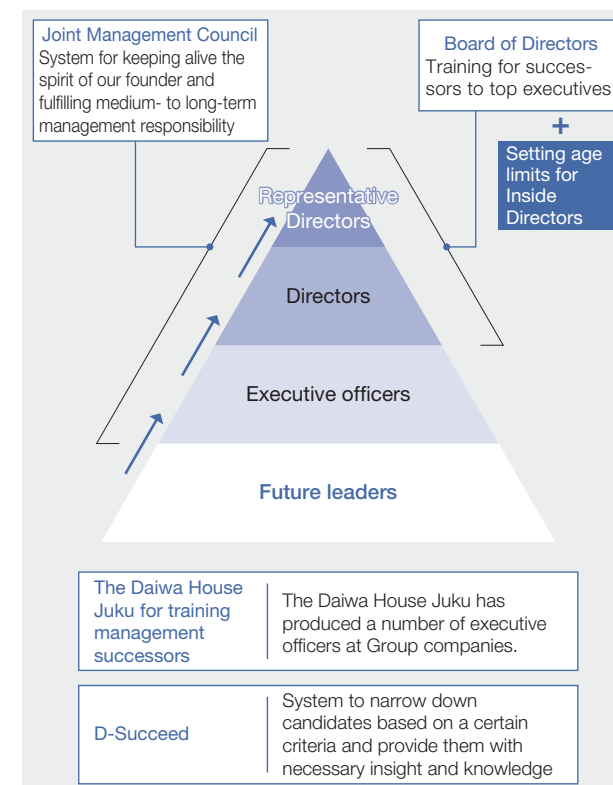 Joint Management Council
System for keeping alive the
spirit of our founder and
fulfilling medium- to long-term
management responsibility
Board of Directors
Training for succes-
sors to top executives
+
Setting age
limits for
Inside
Directors
Representative
Directors
Directors
Executive officers
Future leaders
The Daiwa House
Juku for training
management
successors
The Daiwa House Juku has
produced a number of executive
officers at Group companies.
D-Succeed
System to narrow down
candidates based on a certain
criteria and provide them with
necessary insight and knowledge